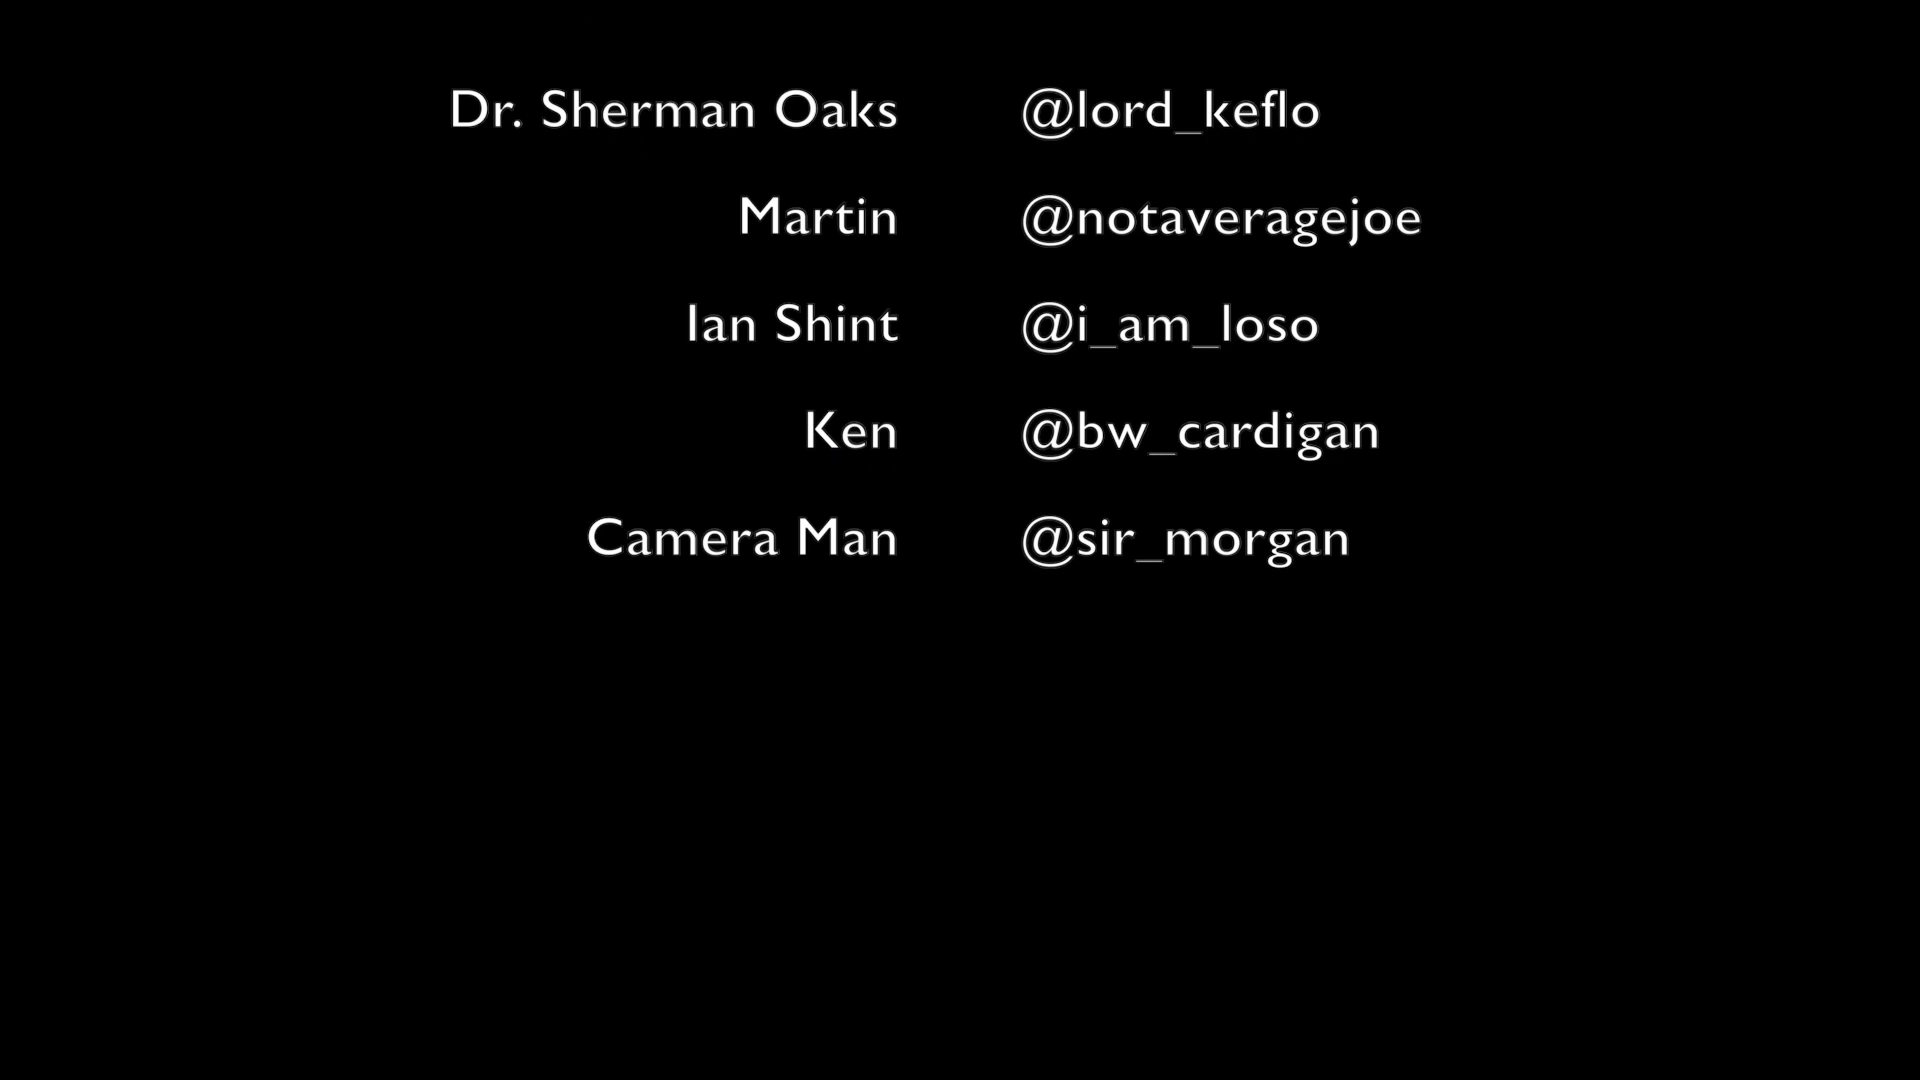 Dr. Sherman Oaks @lord_keflo
Martin @notaveragejoe
Ian Shint @i_am_loso
Ken @bw_cardigan
Camera Man @sir_morgan